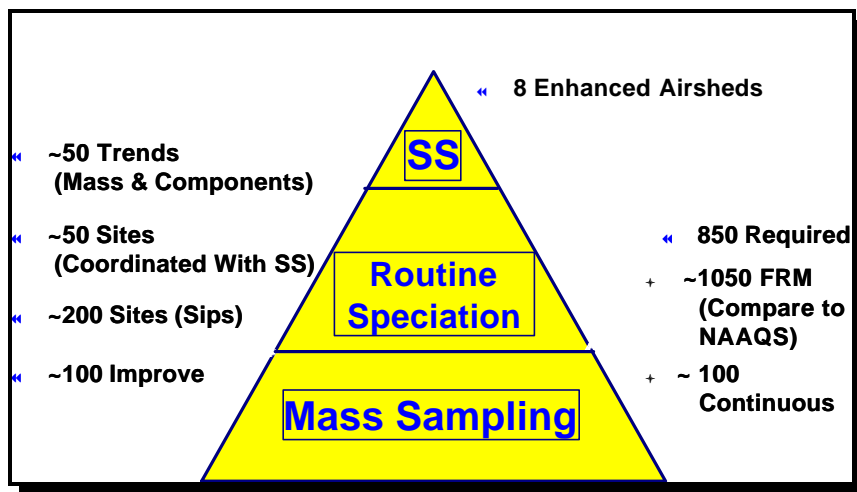 8 Enhanced Airsheds
SS
~50 Trends
(Mass & Components)
~50 Sites
(Coordinated With SS)
~200 Sites (Sips)
~100 Improve
Routine
Speciation
850 Required
~1050 FRM
(Compare to
NAAQS)
~ 100
Continuous
Mass Sampling